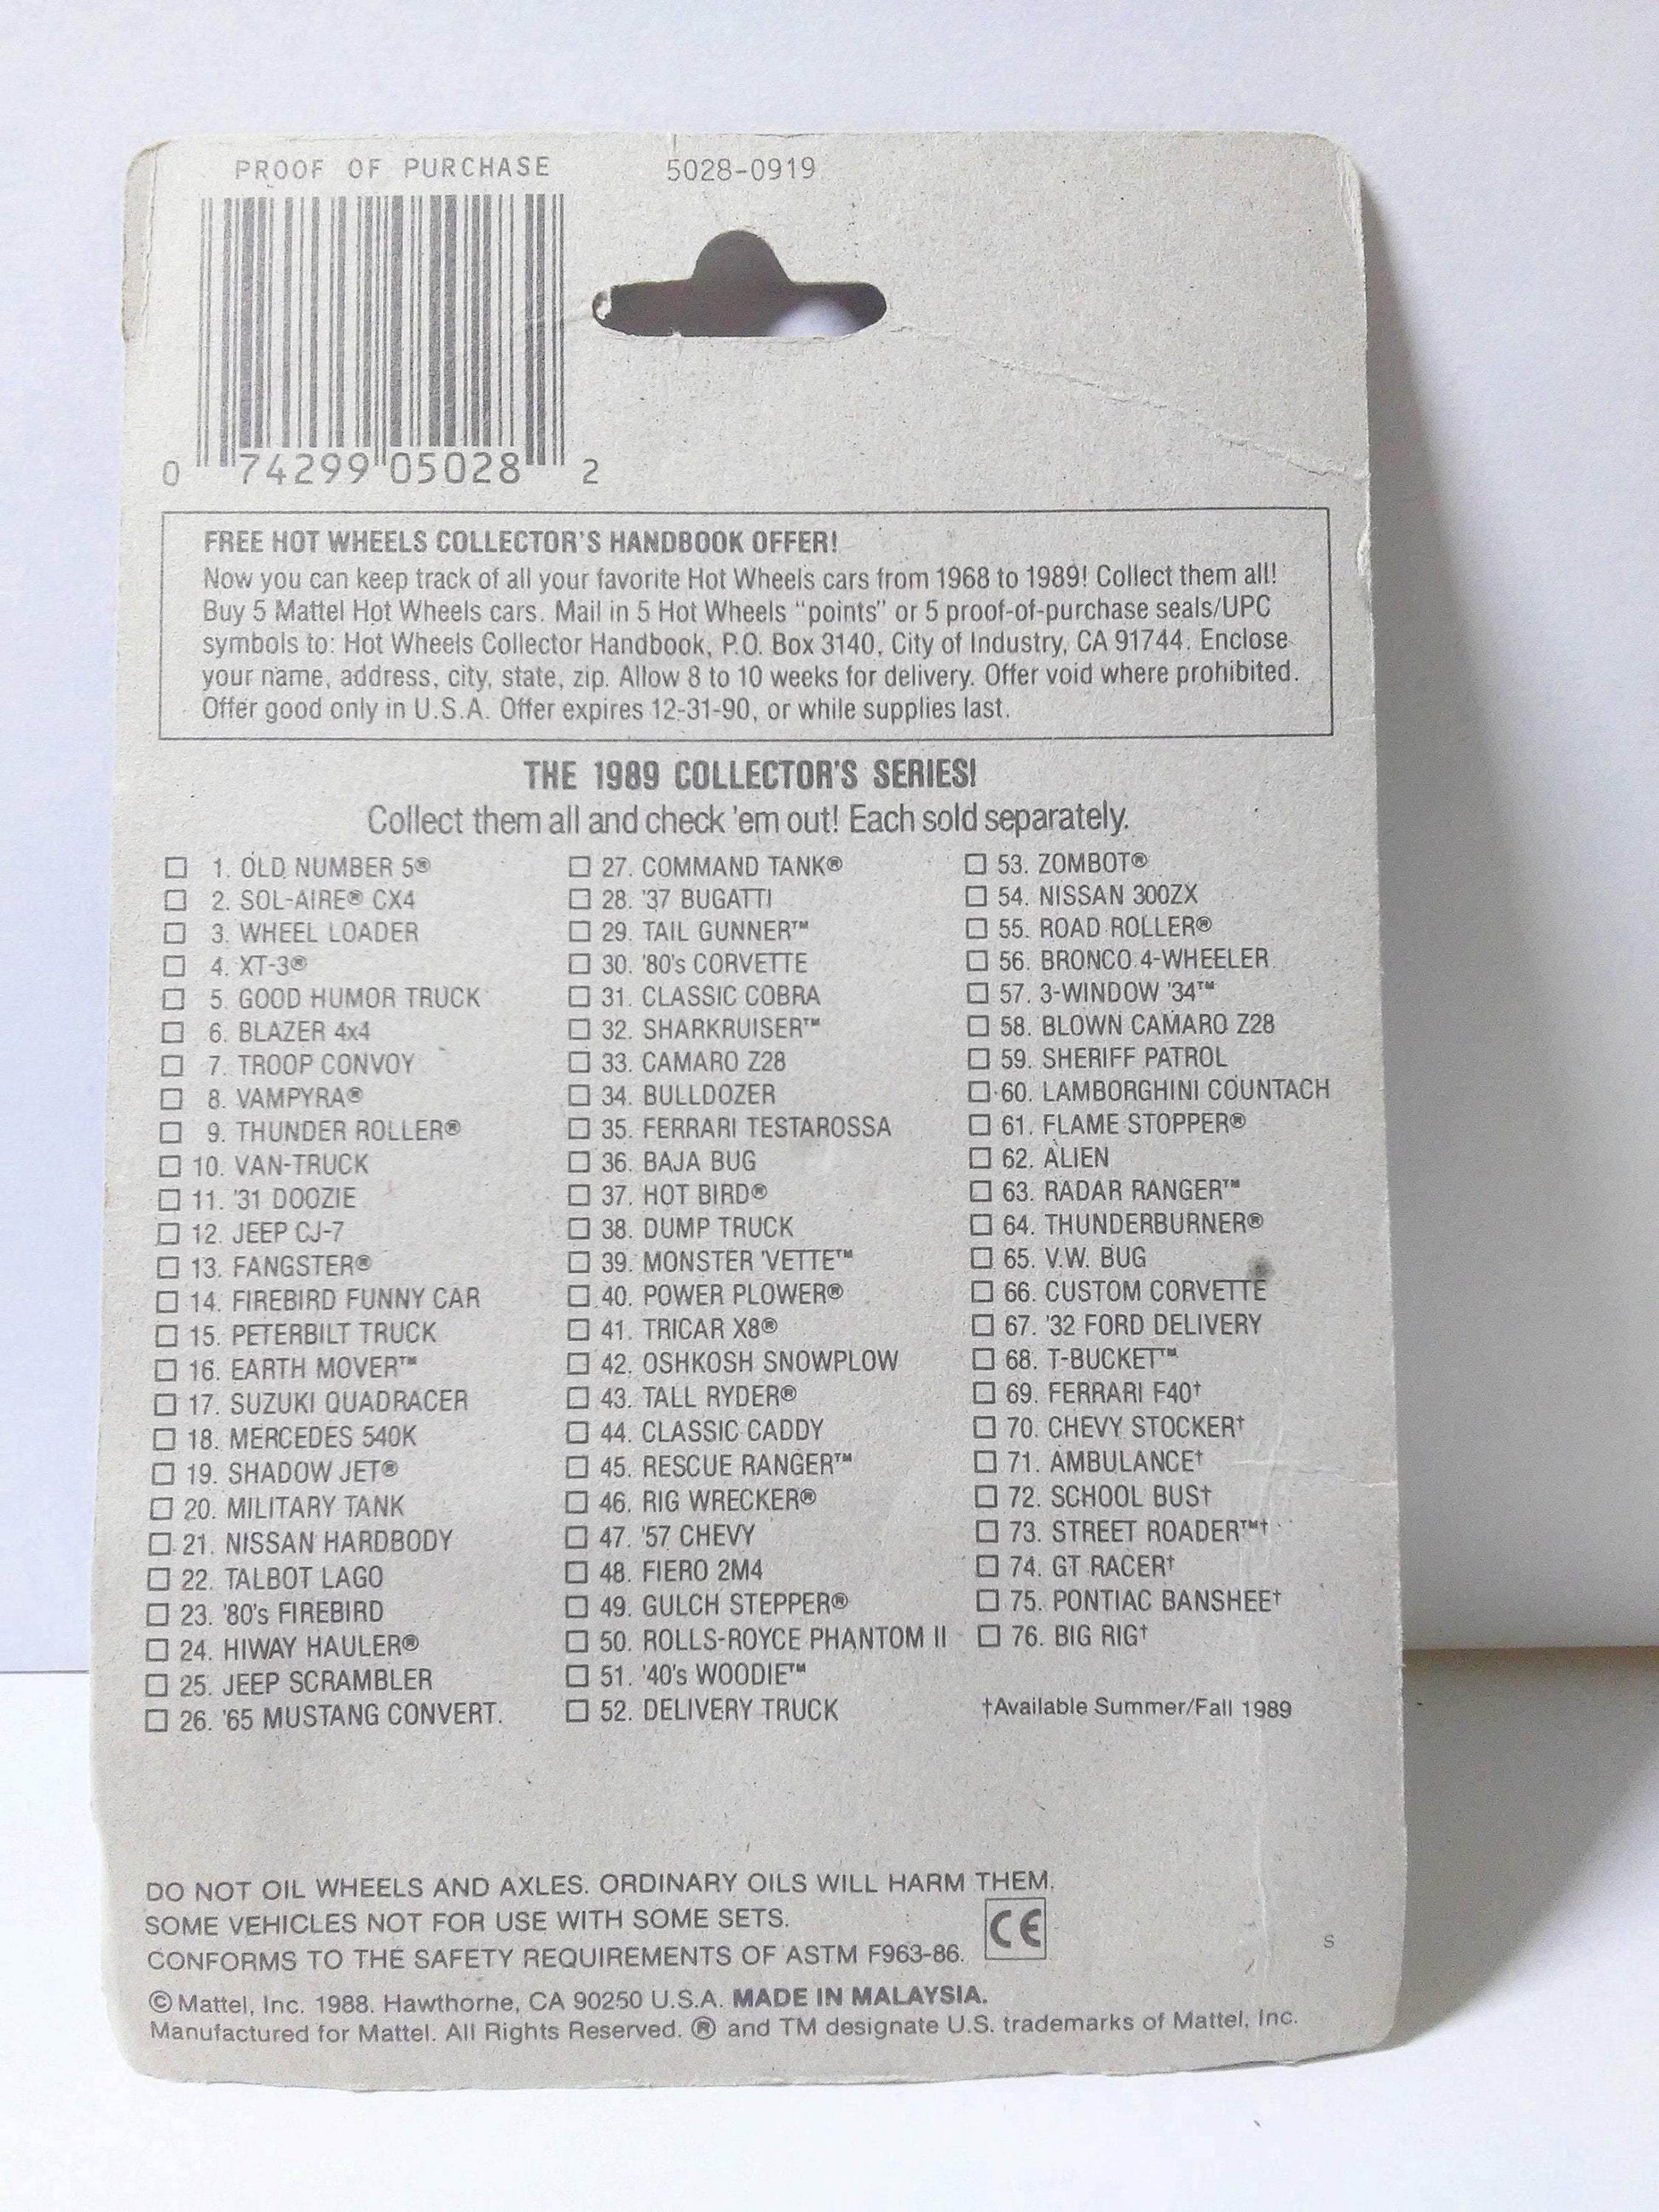 PROOF OF PURCHASE 5028-0919
0 74299 05028 2
FREE HOT WHEELS COLLECTOR'S HANDBOOK OFFER!
Now you can keep track of all your favorite Hot Wheels cars from 1968 to 1989! Collect them all!
Buy 5 Mattel Hot Wheels cars. Mail in 5 Hot Wheels "points" or 5 proof-of-purchase seals/UPC
symbols to: Hot Wheels Collector Handbook, P.O. Box 3140, City of Industry, CA 91744. Enclose
your name, address, city, state, zip. Allow 8 to 10 weeks for delivery. Offer void where prohibited.
Offer good only in U.S.A. Offer expires 12-31-90, or while supplies last.
THE 1989 COLLECTOR'S SERIES!
Collect them all and check 'em out! Each sold separately.
1. OLD NUMBER 5®
2. SOL-AIRE® CX4
3. WHEEL LOADER
4. XT-3®
5. GOOD HUMOR TRUCK
6. BLAZER 4x4
7. TROOP CONVOY
8. VAMPYRA®
9. THUNDER ROLLER®
10. VAN-TRUCK
11. '31 DOOZIE
12. JEEP CJ-7
13. FANGSTER®
14. FIREBIRD FUNNY CAR
15. PETERBILT TRUCK
16. EARTH MOVER™
17. SUZUKI QUADRACER
18. MERCEDES 540K
19. SHADOW JET®
20. MILITARY TANK
21. NISSAN HARDBODY
22. TALBOT LAGO
23. '80's FIREBIRD
24. HIWAY HAULER®
25. JEEP SCRAMBLER
26. '65 MUSTANG CONVERT.
27. COMMAND TANK®
28. '37 BUGATTI
29. TAIL GUNNER™
30. '80's CORVETTE
31. CLASSIC COBRA
32. SHARKRUISER™
33. CAMARO Z28
34. BULLDOZER
35. FERRARI TESTAROSSA
36. BAJA BUG
37. HOT BIRD®
38. DUMP TRUCK
39. MONSTER 'VETTE™
40. POWER PLOWER®
41. TRICAR X8®
42. OSHKOSH SNOWPLOW
43. TALL RYDER®
44. CLASSIC CADDY
45. RESCUE RANGER™
46. RIG WRECKER®
47. '57 CHEVY
48. FIERO 2M4
49. GULCH STEPPER®
50. ROLLS-ROYCE PHANTOM II
51. '40's WOODIE™
52. DELIVERY TRUCK
53. ZOMBOT®
54. NISSAN 300ZX
55. ROAD ROLLER®
56. BRONCO 4-WHEELER
57. 3-WINDOW '34™
58. BLOWN CAMARO Z28
59. SHERIFF PATROL
60. LAMBORGHINI COUNTACH
61. FLAME STOPPER®
62. ALIEN
63. RADAR RANGER™
64. THUNDERBURNER®
65. V.W. BUG
66. CUSTOM CORVETTE
67. '32 FORD DELIVERY
68. T-BUCKET™
69. FERRARI F40†
70. CHEVY STOCKER†
71. AMBULANCE†
72. SCHOOL BUS†
73. STREET ROADER™†
74. GT RACER†
75. PONTIAC BANSHEE†
76. BIG RIG†
†Available Summer/Fall 1989
DO NOT OIL WHEELS AND AXLES. ORDINARY OILS WILL HARM THEM.
SOME VEHICLES NOT FOR USE WITH SOME SETS.
CONFORMS TO THE SAFETY REQUIREMENTS OF ASTM F963-86.
CE
S
© Mattel, Inc. 1988. Hawthorne, CA 90250 U.S.A. MADE IN MALAYSIA.
Manufactured for Mattel. All Rights Reserved. ® and TM designate U.S. trademarks of Mattel, Inc.